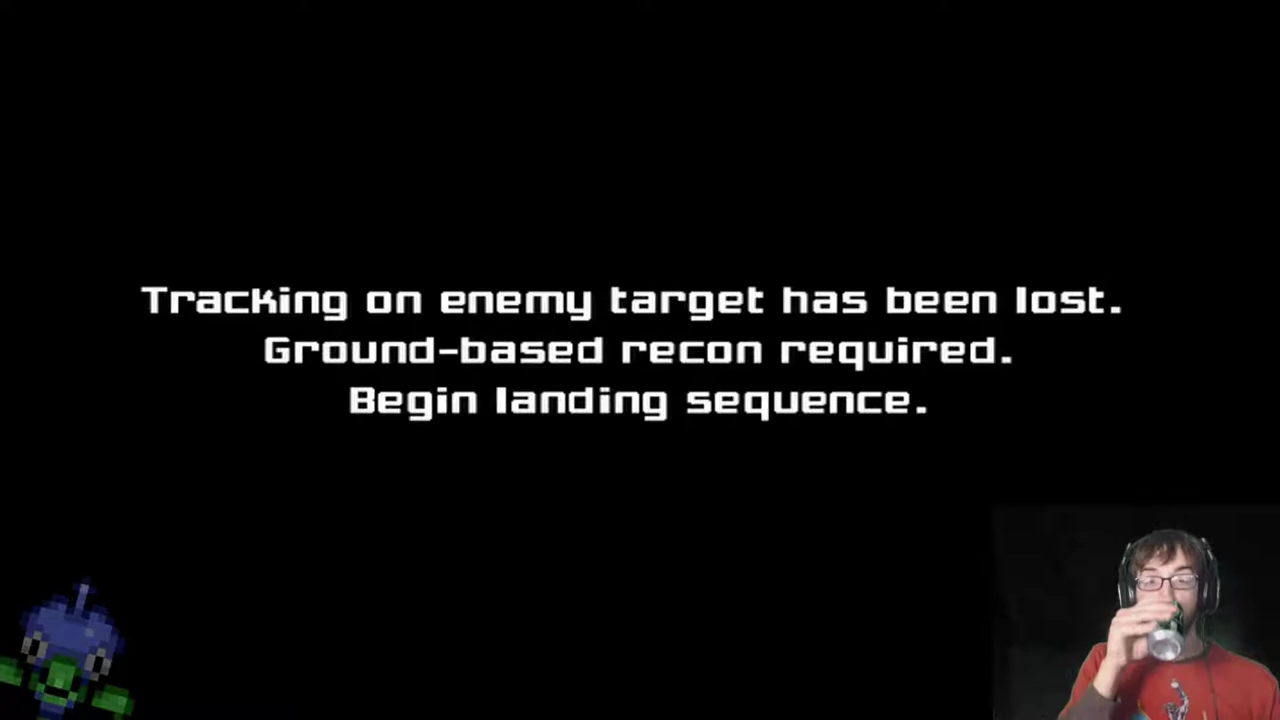 Tracking on enemy target has been lost.
Ground-based recon required.
Begin landing sequence.